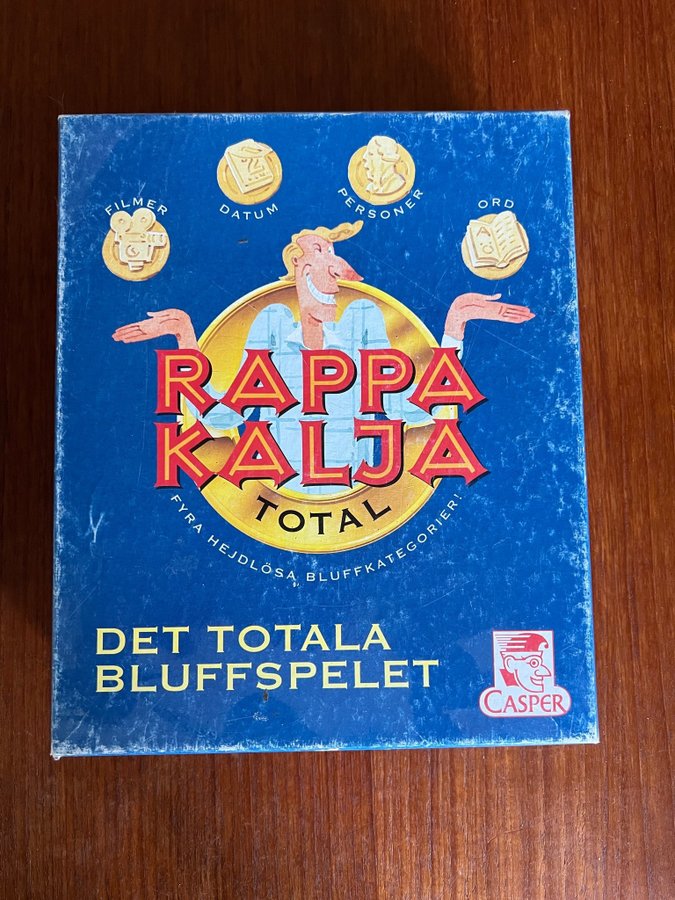 FILMER
DATUM
PERSONER
ORD
RAPPA
KALJA
TOTAL
FYRA HEJDLÖSA BLUFFKATEGORIER!
DET TOTALA
BLUFFSPELET
CASPER